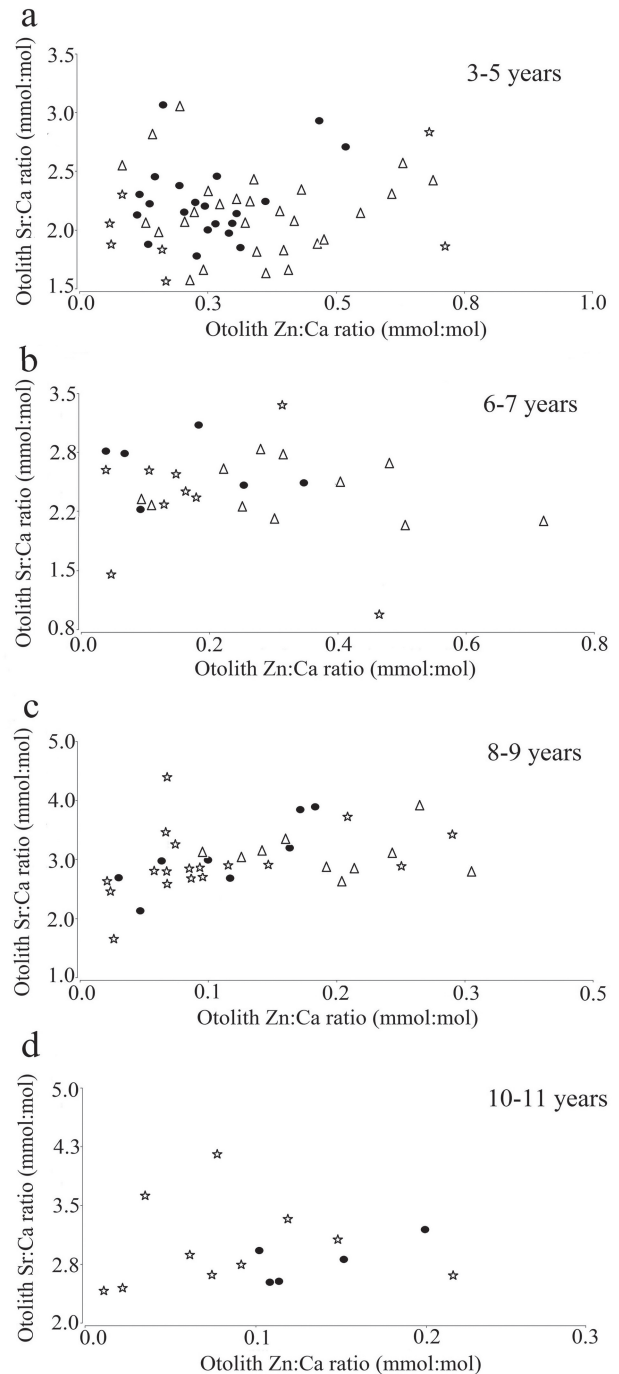 a
3.5
3-5 years
3.0
2.5
2.0
1.5
Otolith Sr:Ca ratio (mmol:mol)
0.0 0.3 0.5 0.8 1.0
Otolith Zn:Ca ratio (mmol:mol)
b
3.5
6-7 years
2.8
2.2
1.5
0.8
Otolith Sr:Ca ratio (mmol:mol)
0.0 0.2 0.4 0.6 0.8
Otolith Zn:Ca ratio (mmol:mol)
c
5.0
8-9 years
4.0
3.0
2.0
1.0
Otolith Sr:Ca ratio (mmol:mol)
0.0 0.1 0.2 0.3 0.5
Otolith Zn:Ca ratio (mmol:mol)
d
5.0
10-11 years
4.3
3.5
2.8
2.0
Otolith Sr:Ca ratio (mmol:mol)
0.0 0.1 0.2 0.3
Otolith Zn:Ca ratio (mmol:mol)